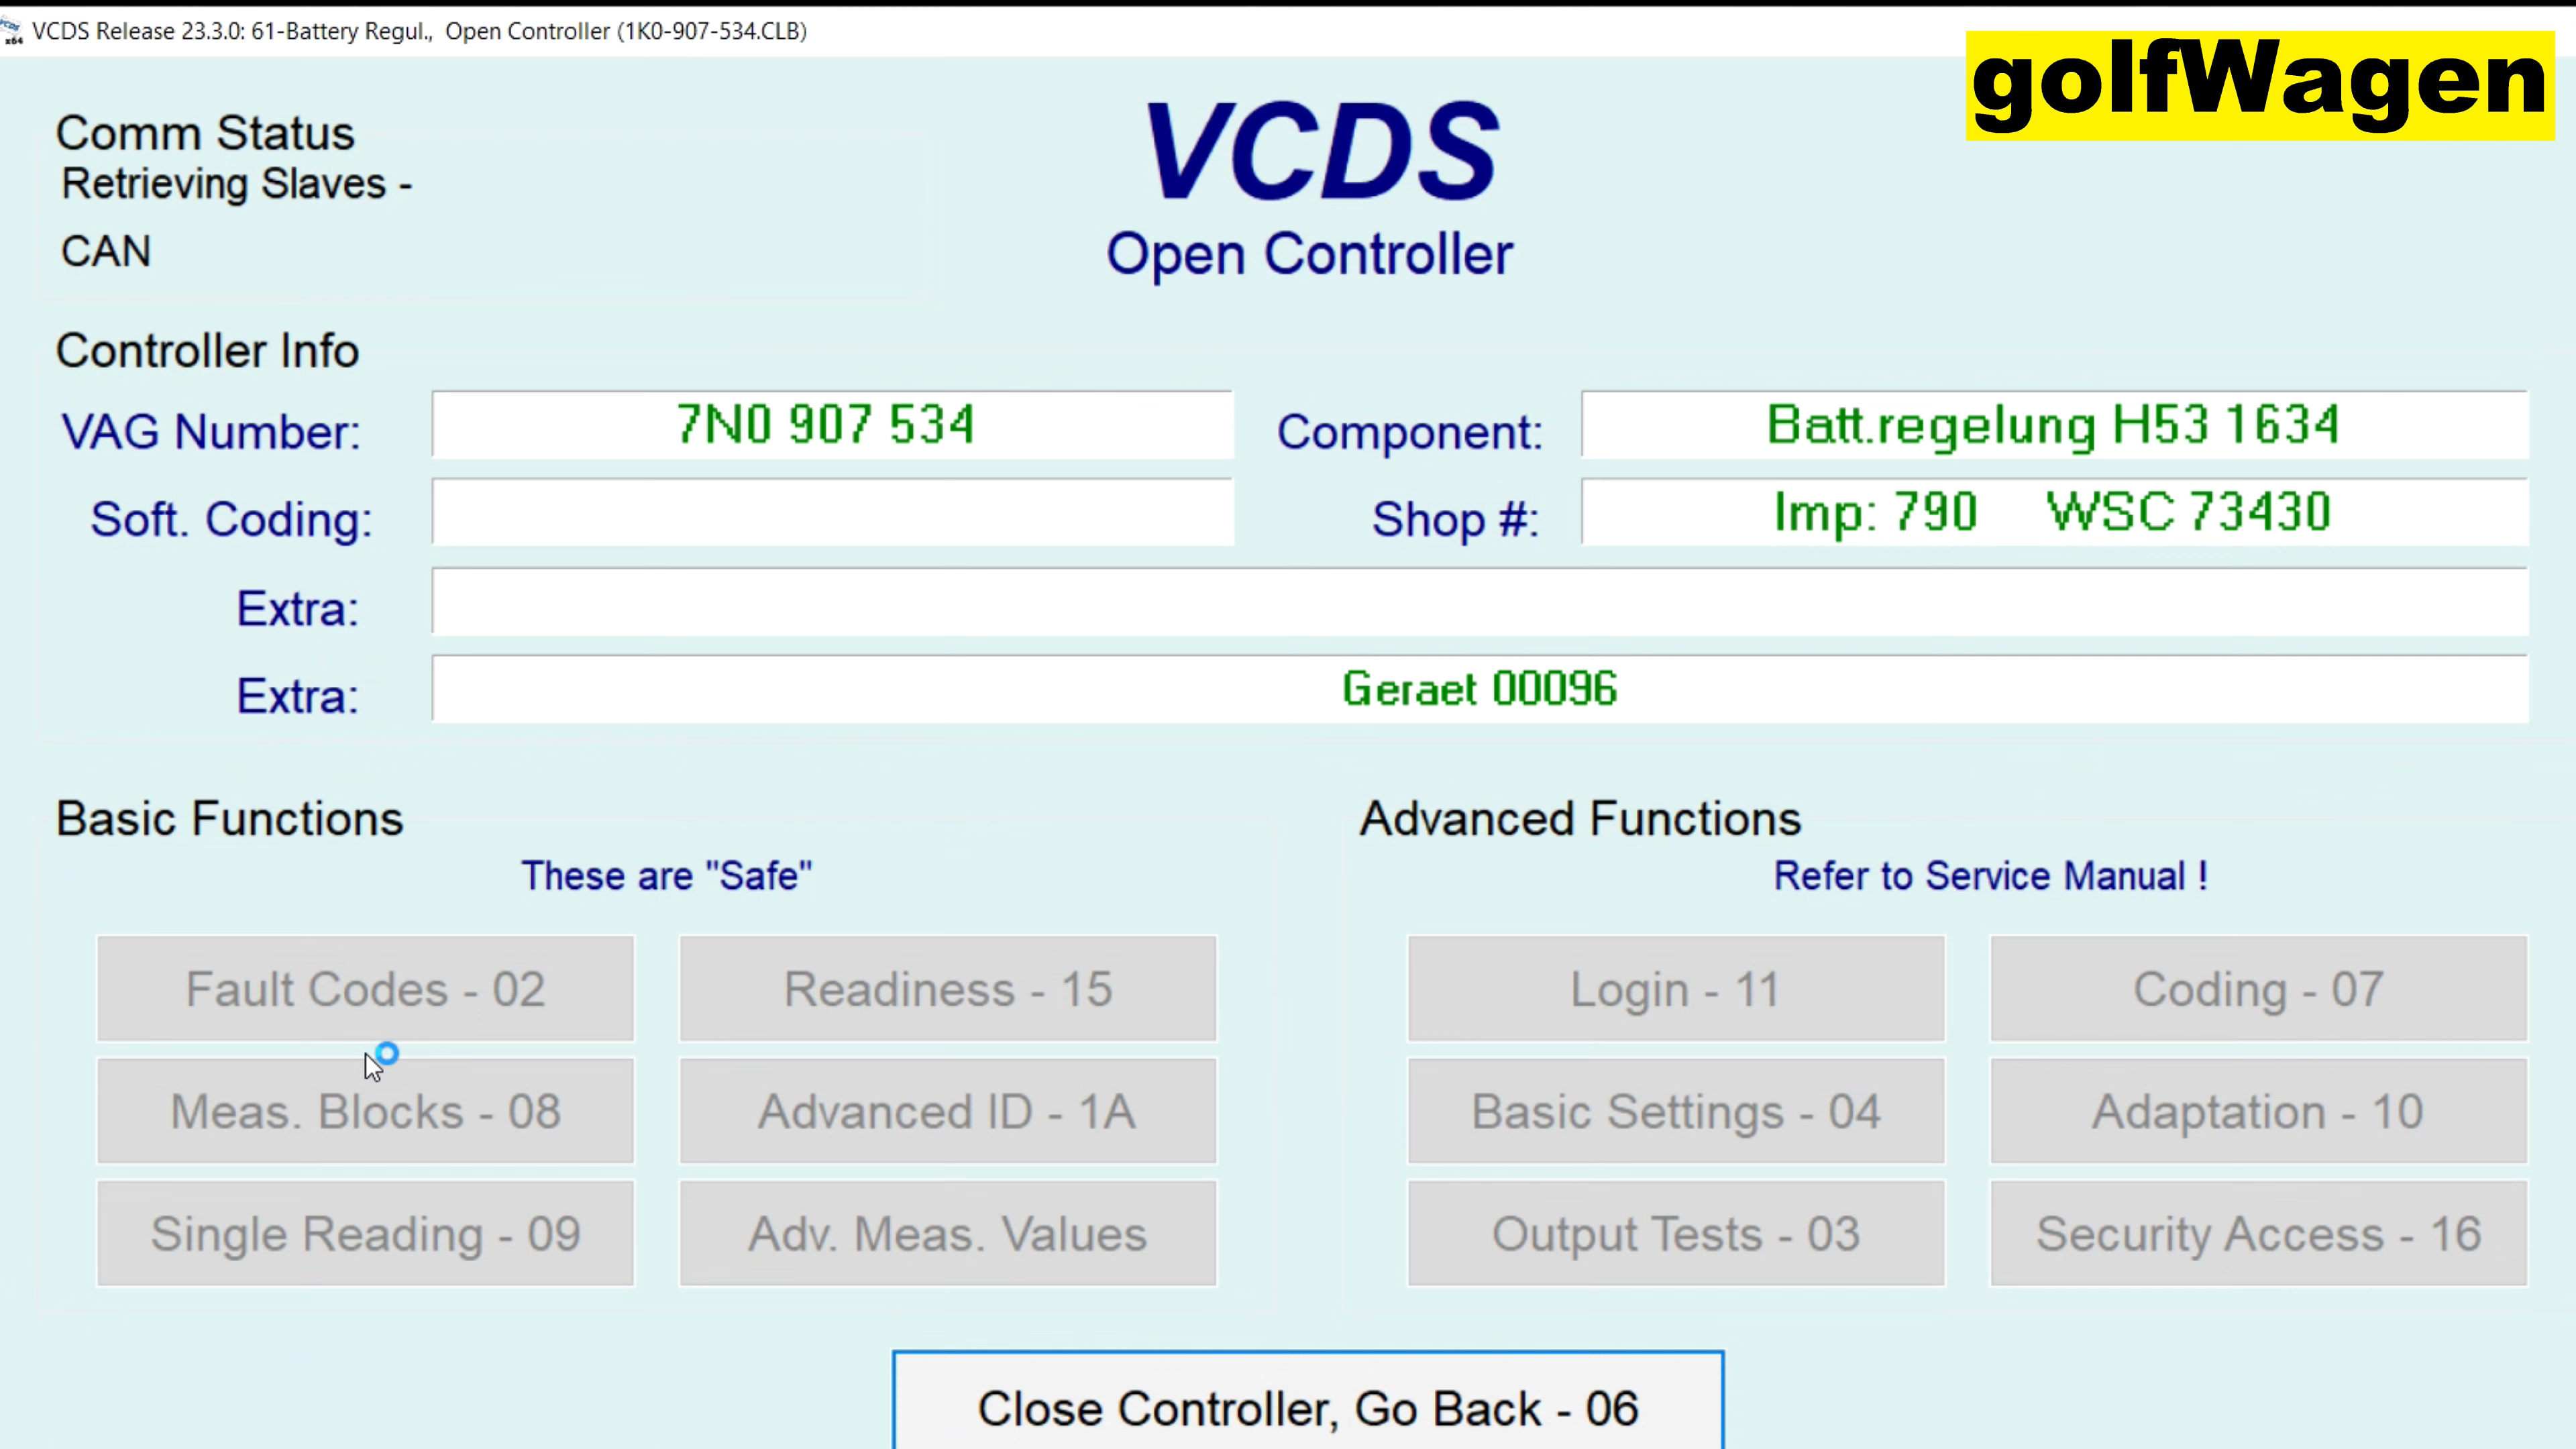 VCDS Release 23.3.0: 61-Battery Regul., Open Controller (1K0-907-534.CLB)
golfWagen
Comm Status
Retrieving Slaves -
CAN
VCDS
Open Controller
Controller Info
VAG Number: 7N0 907 534 Component: Batt.regelung H53 1634
Soft. Coding: Shop #: Imp: 790 WSC 73430
Extra:
Extra: Geraet 00096
Basic Functions
These are "Safe"
Fault Codes - 02 Readiness - 15
Meas. Blocks - 08 Advanced ID - 1A
Single Reading - 09 Adv. Meas. Values
Advanced Functions
Refer to Service Manual !
Login - 11 Coding - 07
Basic Settings - 04 Adaptation - 10
Output Tests - 03 Security Access - 16
Close Controller, Go Back - 06